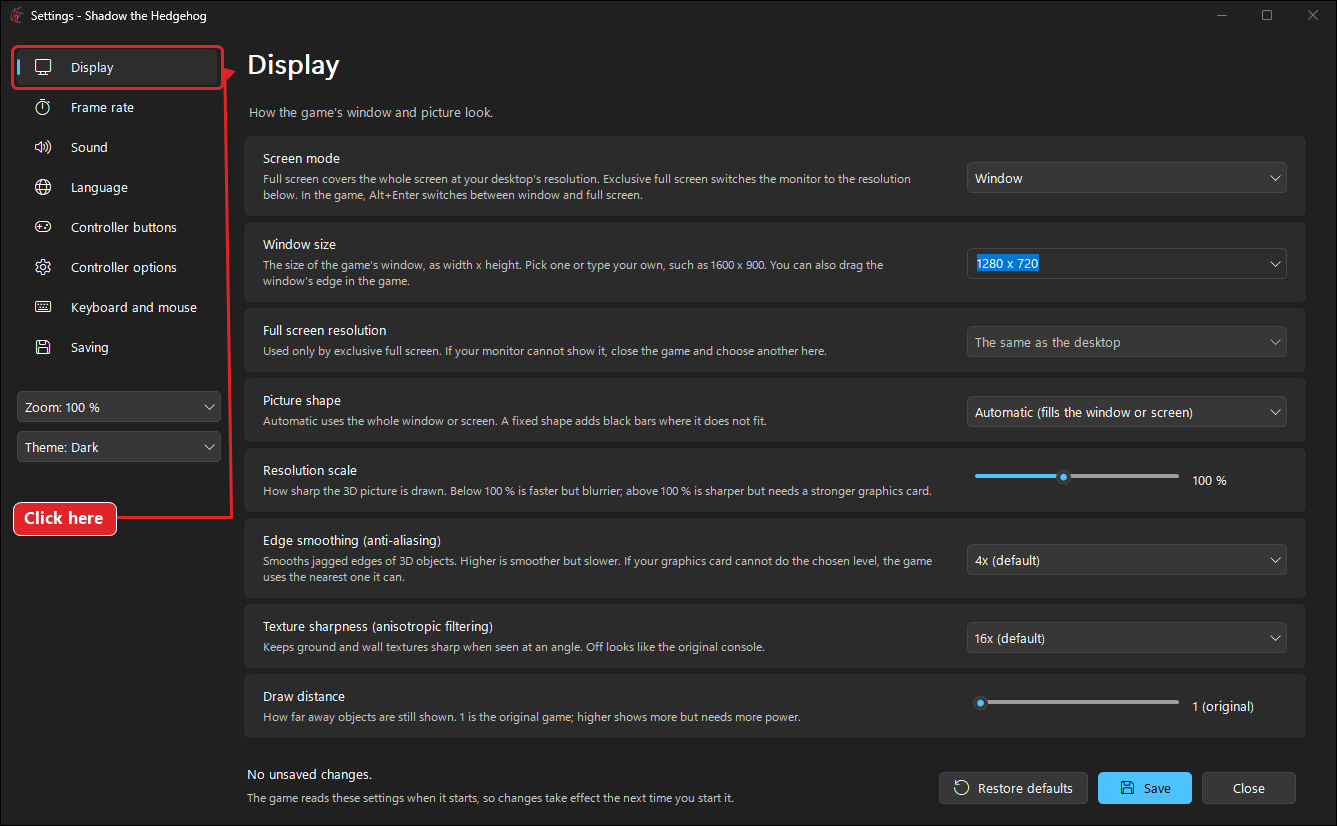 Settings - Shadow the Hedgehog
Display
Frame rate
Sound
Language
Controller buttons
Controller options
Keyboard and mouse
Saving
Zoom: 100 %
Theme: Dark
Click here
Display
How the game's window and picture look.
Screen mode
Full screen covers the whole screen at your desktop's resolution. Exclusive full screen switches the monitor to the resolution
below. In the game, Alt+Enter switches between window and full screen.
Window
Window size
The size of the game's window, as width x height. Pick one or type your own, such as 1600 x 900. You can also drag the
window's edge in the game.
1280 x 720
Full screen resolution
Used only by exclusive full screen. If your monitor cannot show it, close the game and choose another here.
The same as the desktop
Picture shape
Automatic uses the whole window or screen. A fixed shape adds black bars where it does not fit.
Automatic (fills the window or screen)
Resolution scale
How sharp the 3D picture is drawn. Below 100 % is faster but blurrier; above 100 % is sharper but needs a stronger graphics card.
100 %
Edge smoothing (anti-aliasing)
Smooths jagged edges of 3D objects. Higher is smoother but slower. If your graphics card cannot do the chosen level, the game
uses the nearest one it can.
4x (default)
Texture sharpness (anisotropic filtering)
Keeps ground and wall textures sharp when seen at an angle. Off looks like the original console.
16x (default)
Draw distance
How far away objects are still shown. 1 is the original game; higher shows more but needs more power.
1 (original)
No unsaved changes.
The game reads these settings when it starts, so changes take effect the next time you start it.
Restore defaults
Save
Close